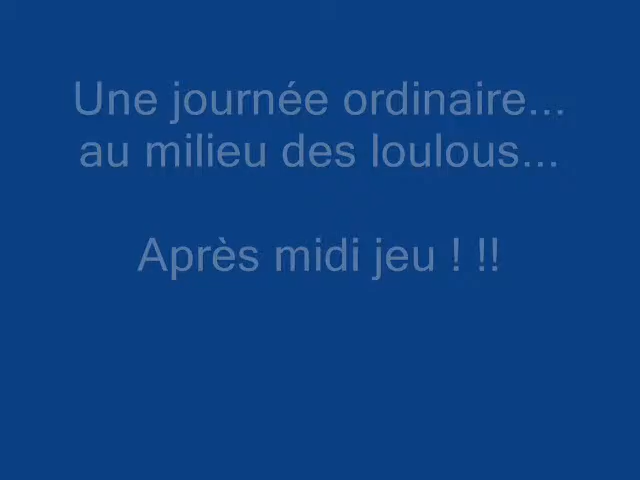 Une journée ordinaire...
au milieu des loulous...
Après midi jeu ! !!